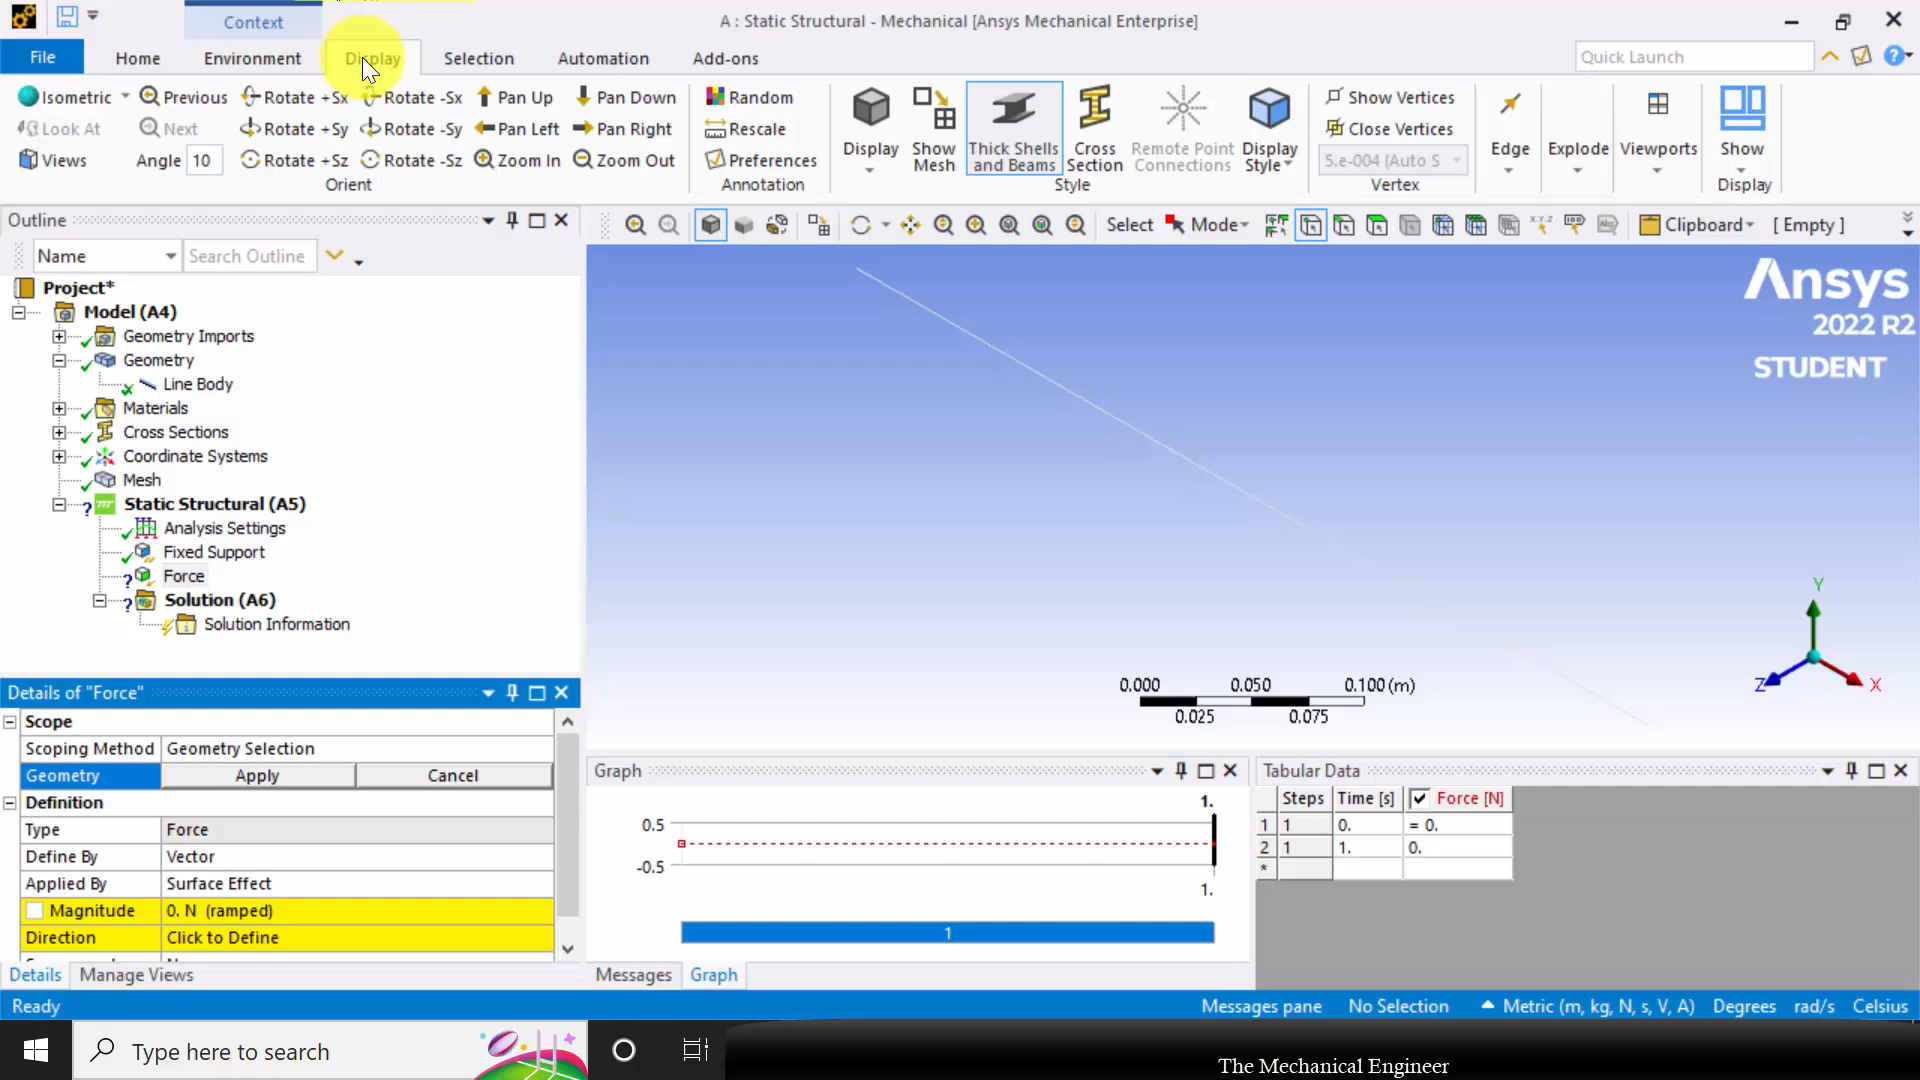 Context
A : Static Structural - Mechanical [Ansys Mechanical Enterprise]
File
Home
Environment
Display
Selection
Automation
Add-ons
Quick Launch
Isometric
Previous
Rotate +Sx
Rotate -Sx
Pan Up
Pan Down
Random
Show Vertices
Look At
Next
Rotate +Sy
Rotate -Sy
Pan Left
Pan Right
Rescale
Close Vertices
Views
Angle 10
Rotate +Sz
Rotate -Sz
Zoom In
Zoom Out
Preferences
5.e-004 (Auto S
Display
Show
Mesh
Thick Shells
and Beams
Cross
Section
Remote Point
Connections
Display
Style
Edge
Explode
Viewports
Show
Orient
Annotation
Style
Vertex
Display
Outline
Select
Mode
Clipboard
[ Empty ]
Name
Search Outline
Project*
Model (A4)
Geometry Imports
Geometry
Line Body
Materials
Cross Sections
Coordinate Systems
Mesh
Static Structural (A5)
Analysis Settings
Fixed Support
Force
Solution (A6)
Solution Information
Ansys
2022 R2
STUDENT
Y
Z
X
0.000
0.050
0.100 (m)
0.025
0.075
Details of "Force"
Scope
Scoping Method
Geometry Selection
Geometry
Apply
Cancel
Definition
Type
Force
Define By
Vector
Applied By
Surface Effect
Magnitude
0. N (ramped)
Direction
Click to Define
Details
Manage Views
Graph
1.
0.5
-0.5
1.
1
Messages
Graph
Tabular Data
Steps
Time [s]
Force [N]
1
1
0.
= 0.
2
1
1.
0.
*
Ready
Messages pane
No Selection
Metric (m, kg, N, s, V, A)
Degrees
rad/s
Celsius
Type here to search
The Mechanical Engineer